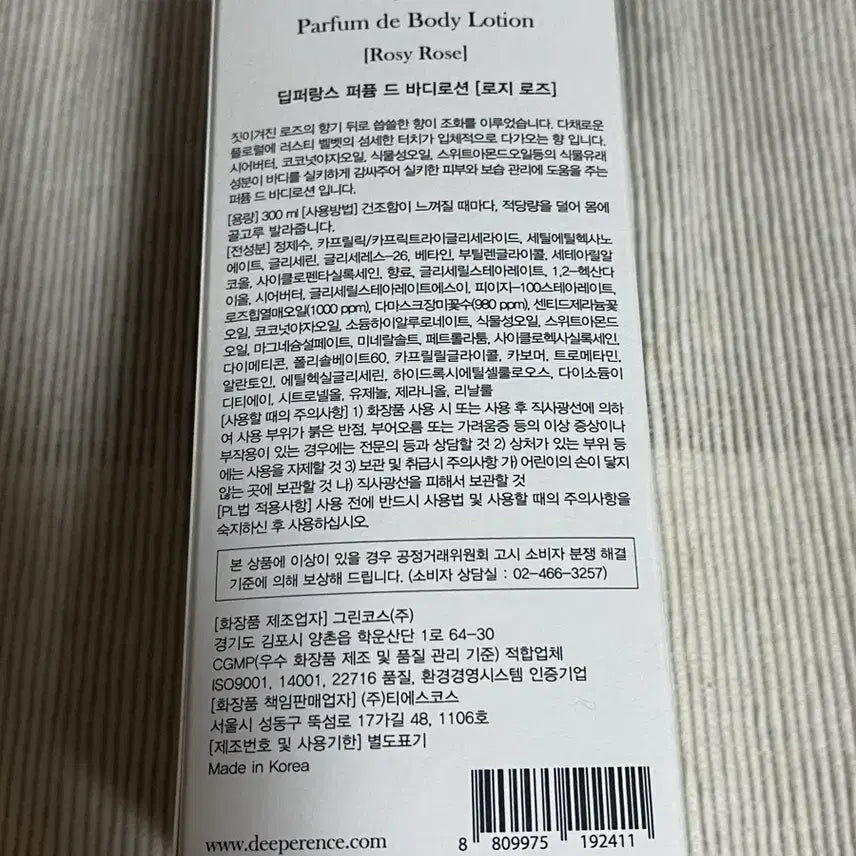 Parfum de Body Lotion
[Rosy Rose]
딥퍼랑스 퍼퓸 드 바디로션 [로지 로즈]
짓이겨진 로즈의 향기 뒤로 씁쓸한 향이 조화를 이루었습니다. 다채로운
플로럴에 러스티 벨벳의 섬세한 터치가 입체적으로 다가오는 향 입니다.
시어버터, 코코넛야자오일, 식물성오일, 스위트아몬드오일등의 식물유래
성분이 바디를 실키하게 감싸주어 실키한 피부와 보습 관리에 도움을 주는
퍼퓸 드 바디로션 입니다.
[용량] 300 ml [사용방법] 건조함이 느껴질 때마다, 적당량을 덜어 몸에
골고루 발라줍니다.
[전성분] 정제수, 카프릴릭/카프릭트라이글리세라이드, 세틸에틸헥사노
에이트, 글리세린, 글리세레스-26, 베타인, 부틸렌글라이콜, 세테아릴알
코올, 사이클로펜타실록세인, 향료, 글리세릴스테아레이트, 1,2-헥산다
이올, 시어버터, 글리세릴스테아레이트에스이, 피이지-100스테아레이트,
로즈힙열매오일(1000 ppm), 다마스크장미꽃수(980 ppm), 센티드제라늄꽃
오일, 코코넛야자오일, 소듐하이알루로네이트, 식물성오일, 스위트아몬드
오일, 마그네슘설페이트, 미네랄솔트, 페트롤라툼, 사이클로헥사실록세인,
다이메티콘, 폴리솔베이트60, 카프릴릴글라이콜, 카보머, 트로메타민,
알란토인, 에틸헥실글리세린, 하이드록시에틸셀룰로오스, 다이소듐이
디티에이, 시트로넬올, 유제놀, 제라니올, 리날룰
[사용할 때의 주의사항] 1) 화장품 사용 시 또는 사용 후 직사광선에 의하
여 사용 부위가 붉은 반점, 부어오름 또는 가려움증 등의 이상 증상이나
부작용이 있는 경우에는 전문의 등과 상담할 것 2) 상처가 있는 부위 등
에는 사용을 자제할 것 3) 보관 및 취급시 주의사항 가) 어린이의 손이 닿지
않는 곳에 보관할 것 나) 직사광선을 피해서 보관할 것
[PL법 적용사항] 사용 전에 반드시 사용법 및 사용할 때의 주의사항을
숙지하신 후 사용하십시오.
본 상품에 이상이 있을 경우 공정거래위원회 고시 소비자 분쟁 해결
기준에 의해 보상해 드립니다. (소비자 상담실 : 02-466-3257)
[화장품 제조업자] 그린코스(주)
경기도 김포시 양촌읍 학운산단 1로 64-30
CGMP(우수 화장품 제조 및 품질 관리 기준) 적합업체
ISO9001, 14001, 22716 품질, 환경경영시스템 인증기업
[화장품 책임판매업자] (주)티에스코스
서울시 성동구 뚝섬로 17가길 48, 1106호
[제조번호 및 사용기한] 별도표기
Made in Korea
www.deeperence.com
8 809975 192411